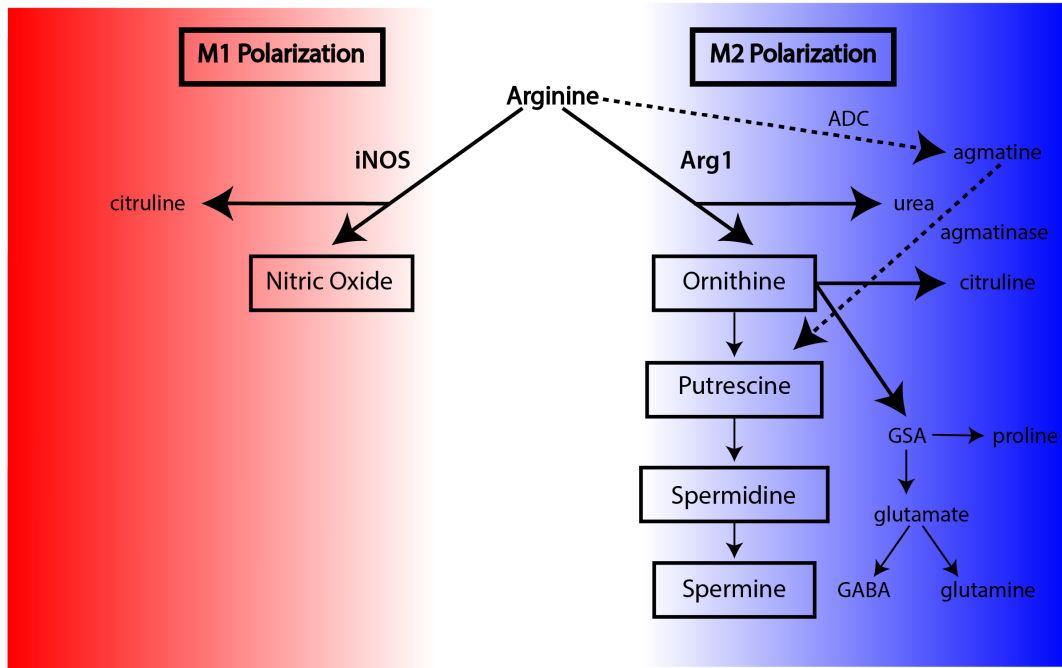 M1 Polarization
M2 Polarization
Arginine
ADC
agmatine
iNOS
Arg1
citruline
urea
agmatinase
Nitric Oxide
Ornithine
citruline
Putrescine
GSA
proline
Spermidine
glutamate
Spermine
GABA
glutamine